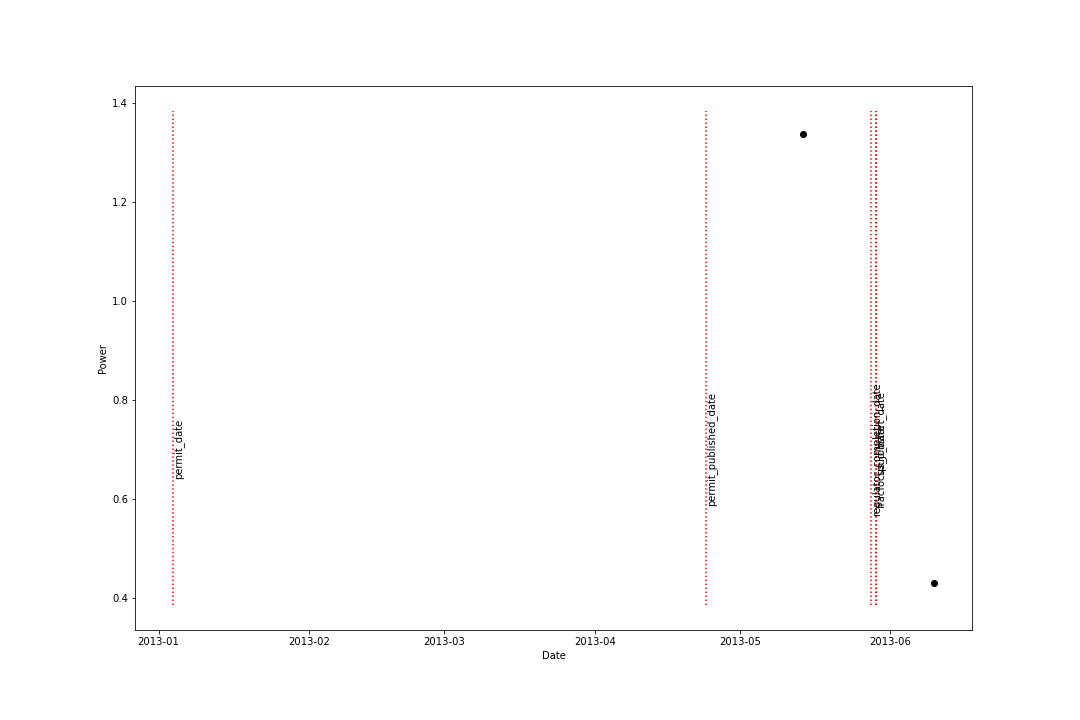 1.4
1.2
1.0
0.8
0.6
0.4
Power
permit_date
permit_published_date
regulator_completion_date
2013-01
2013-02
2013-03
2013-04
2013-05
2013-06
Date